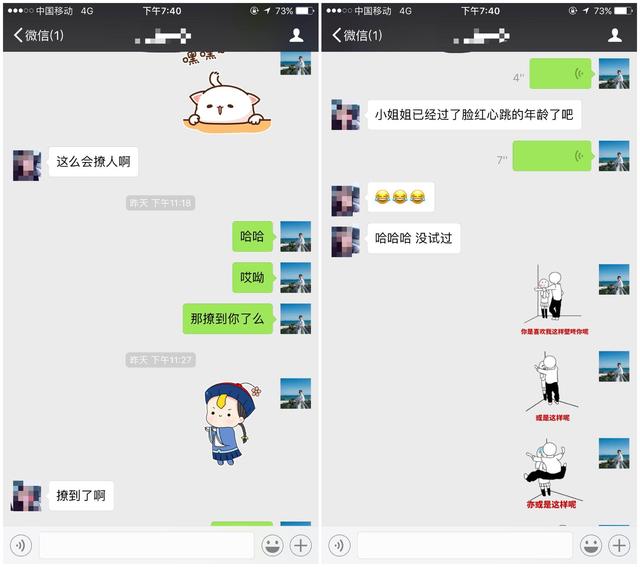 中国移动 4G 下午7:40 73%
微信(1)
嘿嘿
这么会撩人啊
昨天 下午11:18
哈哈
哎呦
那撩到你了么
昨天 下午11:27
撩到了啊
中国移动 4G 下午7:40 73%
微信(1)
4"
小姐姐已经过了脸红心跳的年龄了吧
7"
哈哈哈 没试过
你是喜欢我这样壁咚你呢
或是这样呢
亦或是这样呢